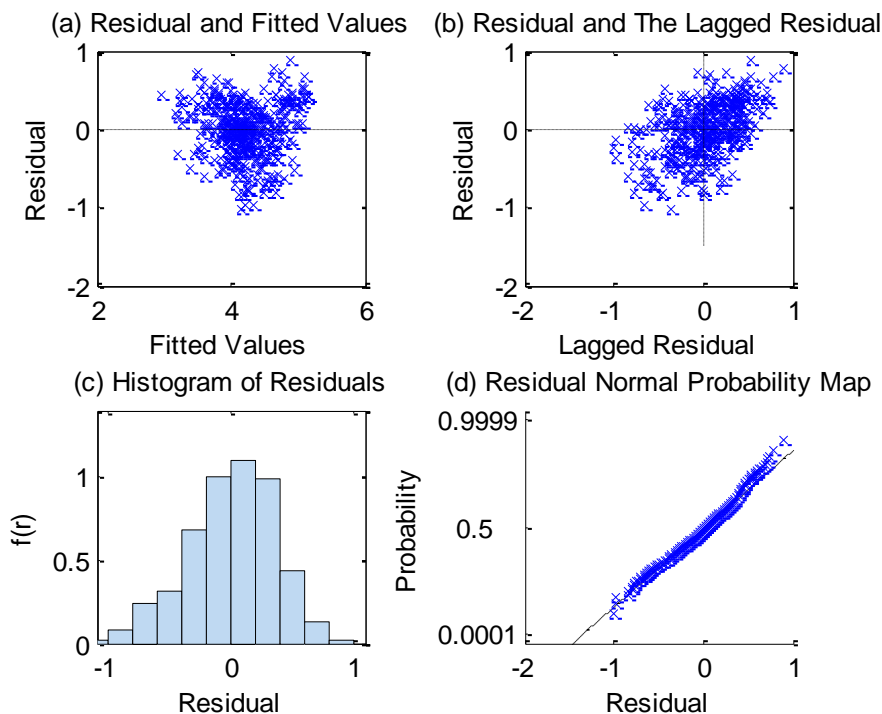 (a) Residual and Fitted Values
(b) Residual and The Lagged Residual
1
0
-1
-2
Residual
2
4
6
Fitted Values
1
0
-1
-2
Residual
-1
0
1
Lagged Residual
(c) Histogram of Residuals
(d) Residual Normal Probability Map
1
0.5
0
f(r)
-1
0
1
Residual
0.9999
0.5
0.0001
Probability
-2
-1
0
1
Residual